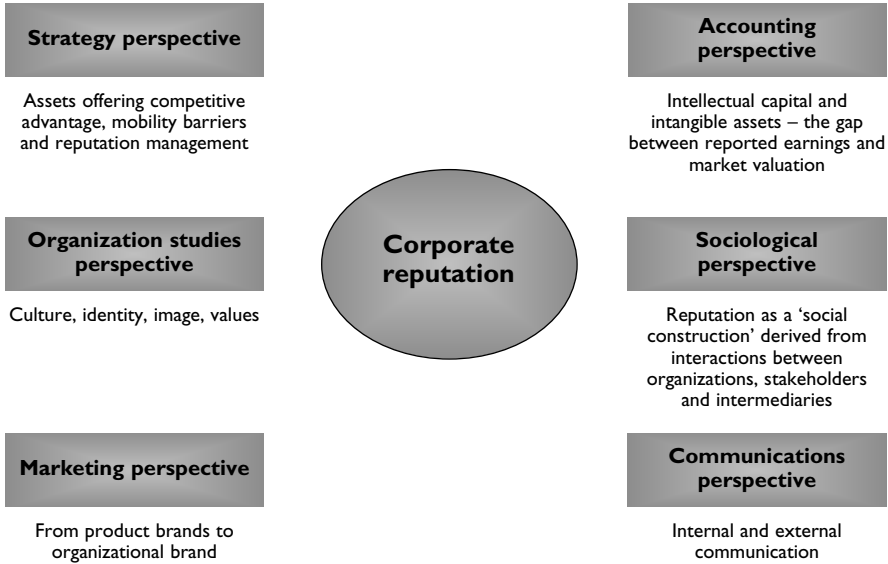 Strategy perspective
Assets offering competitive
advantage, mobility barriers
and reputation management
Accounting
perspective
Intellectual capital and
intangible assets – the gap
between reported earnings and
market valuation
Organization studies
perspective
Culture, identity, image, values
Corporate
reputation
Sociological
perspective
Reputation as a ‘social
construction’ derived from
interactions between
organizations, stakeholders
and intermediaries
Marketing perspective
From product brands to
organizational brand
Communications
perspective
Internal and external
communication